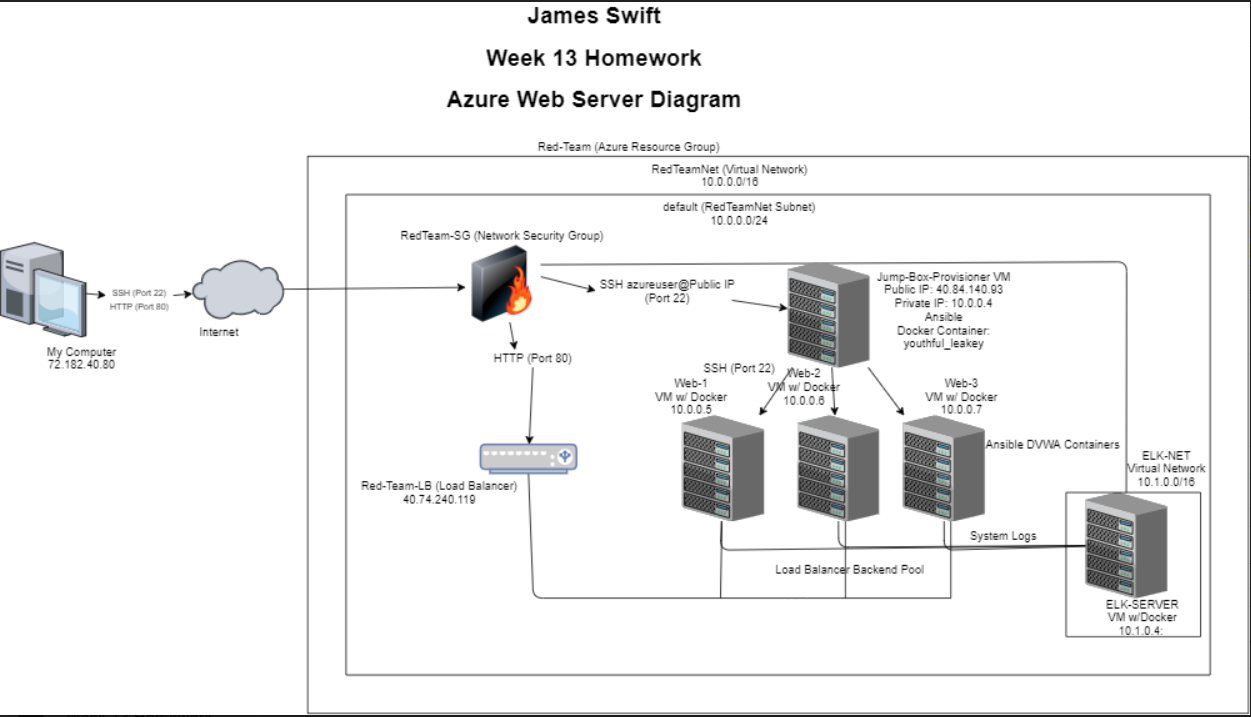 James Swift
Week 13 Homework
Azure Web Server Diagram
Red-Team (Azure Resource Group)
RedTeamNet (Virtual Network)
10.0.0.0/16
default (RedTeamNet Subnet)
10.0.0.0/24
RedTeam-SG (Network Security Group)
SSH (Port 22)
HTTP (Port 80)
Internet
My Computer
72.182.40.80
SSH azureuser@Public IP
(Port 22)
Jump-Box-Provisioner VM
Public IP: 40.84.140.93
Private IP: 10.0.0.4
Ansible
Docker Container:
youthful_leakey
HTTP (Port 80)
SSH (Port 22)
Web-1
VM w/ Docker
10.0.0.5
Web-2
VM w/ Docker
10.0.0.6
Web-3
VM w/ Docker
10.0.0.7
Ansible DVWA Containers
ELK-NET
Virtual Network
10.1.0.0/16
Red-Team-LB (Load Balancer)
40.74.240.119
System Logs
Load Balancer Backend Pool
ELK-SERVER
VM w/Docker
10.1.0.4: